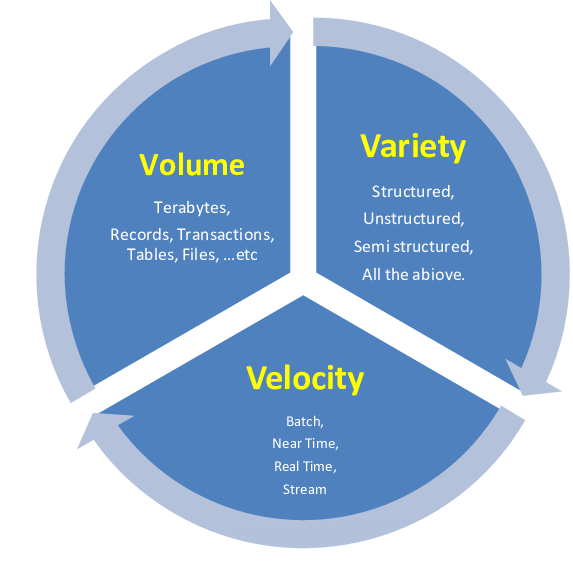 Volume
Terabytes,
Records, Transactions,
Tables, Files, ...etc
Variety
Structured,
Unstructured,
Semi structured,
All the abiove.
Velocity
Batch,
Near Time,
Real Time,
Stream